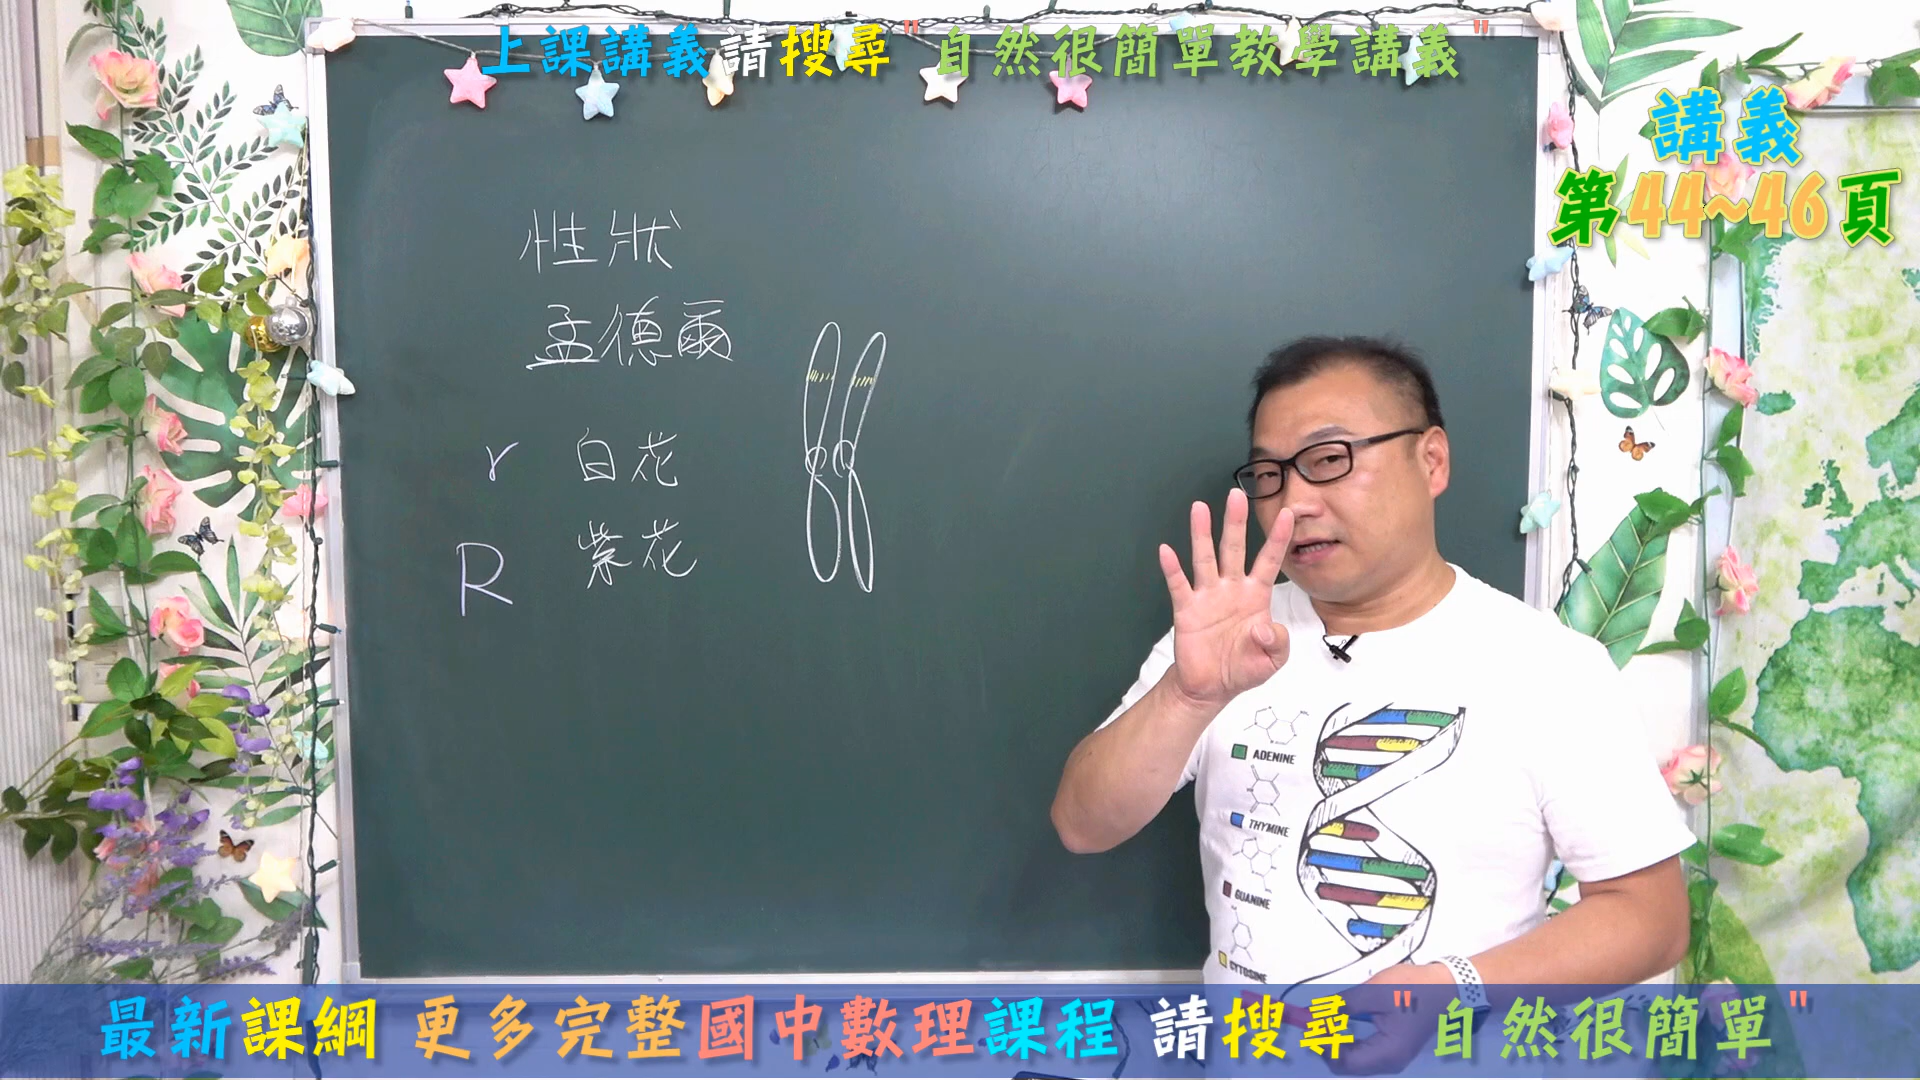 上課講義請搜尋"自然很簡單教學講義"
講義
第44~46頁
性狀
孟德爾
r 白花
R 紫花
ADENINE
THYMINE
GUANINE
CYTOSINE
最新課綱 更多完整國中數理課程 請搜尋 "自然很簡單"